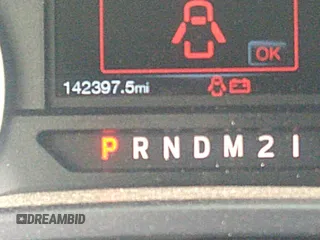 OK
142397.5mi
P R N D M 2 1
DREAMBID